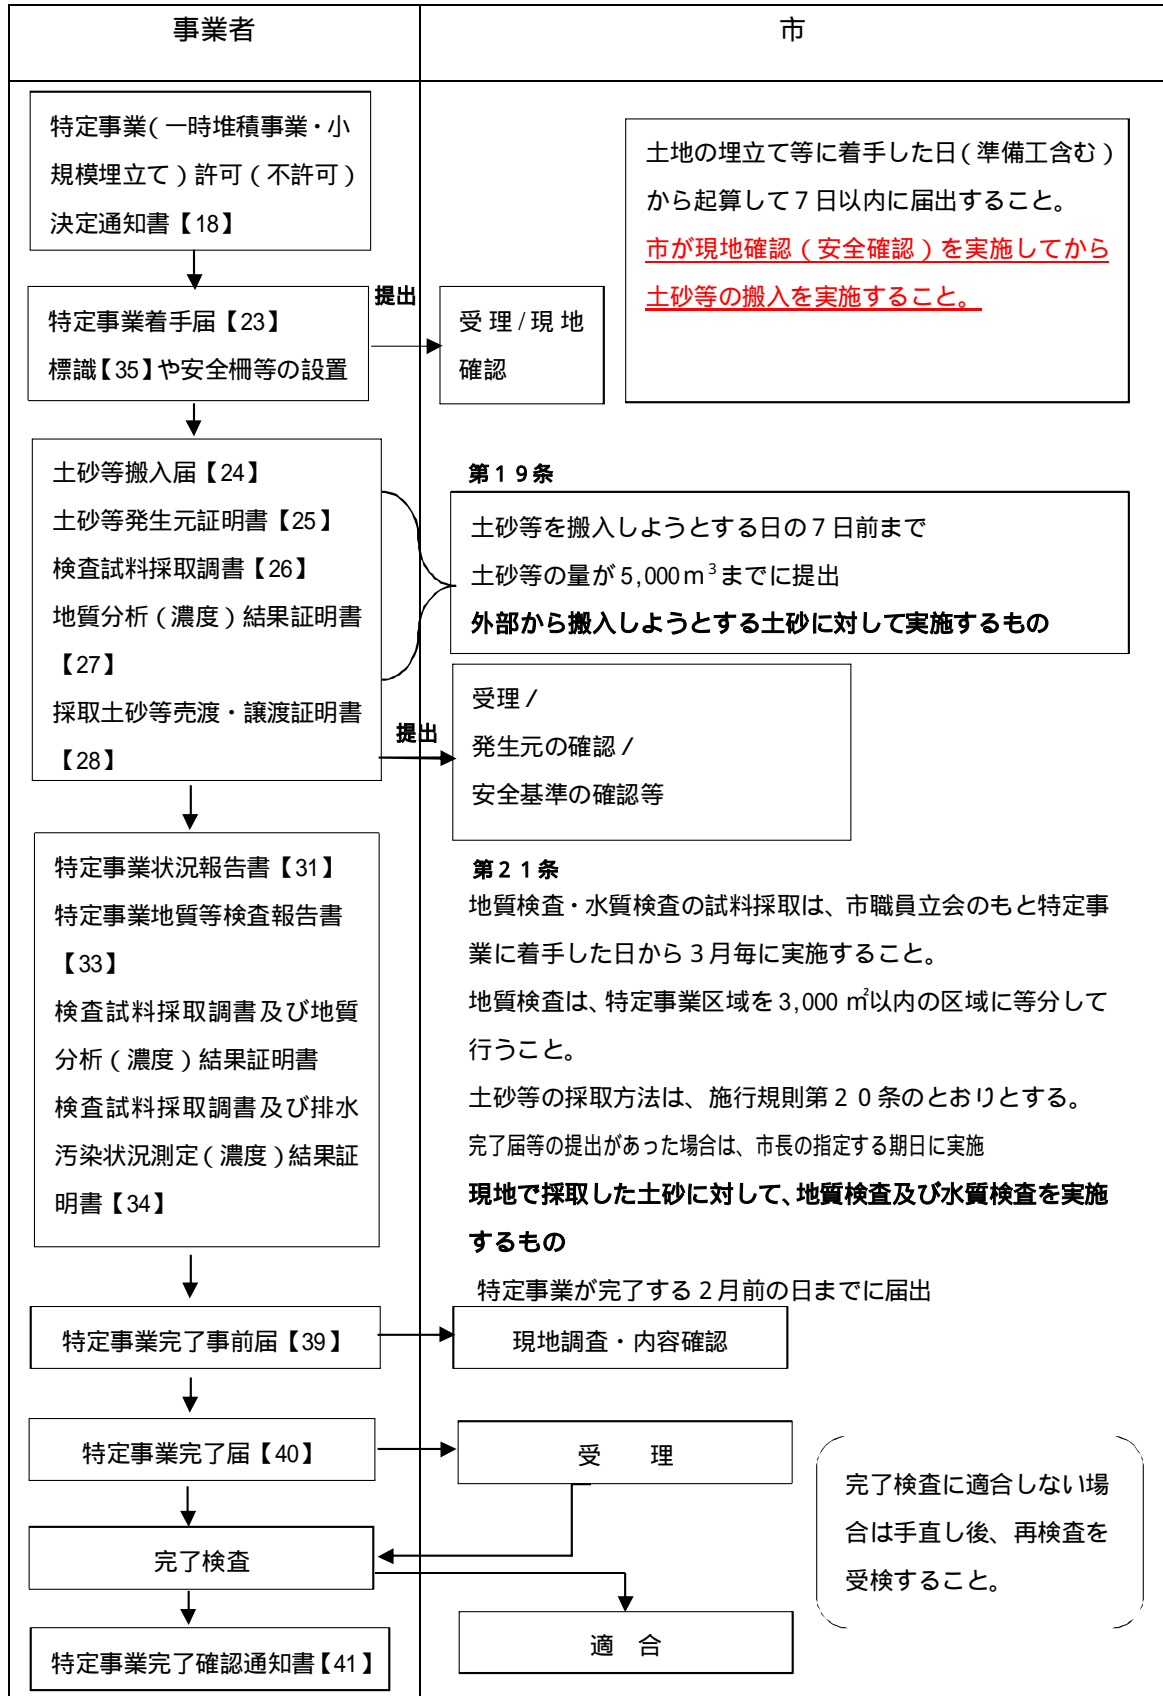 事業者
市
特定事業(一時堆積事業・小
規模埋立て)許可(不許可)
決定通知書【18】
土地の埋立て等に着手した日(準備工含む)
から起算して7日以内に届出すること。
市が現地確認(安全確認)を実施してから
土砂等の搬入を実施すること。
特定事業着手届【23】
標識【35】や安全柵等の設置
提出
受理/現地
確認
土砂等搬入届【24】
土砂等発生元証明書【25】
検査試料採取調書【26】
地質分析(濃度)結果証明書
【27】
採取土砂等売渡・譲渡証明書
【28】
第19条
土砂等を搬入しようとする日の7日前まで
土砂等の量が5,000m³までに提出
外部から搬入しようとする土砂に対して実施するもの
提出
受理/
発生元の確認/
安全基準の確認等
特定事業状況報告書【31】
特定事業地質等検査報告書
【33】
検査試料採取調書及び地質
分析(濃度)結果証明書
検査試料採取調書及び排水
汚染状況測定(濃度)結果証
明書【34】
第21条
地質検査・水質検査の試料採取は、市職員立会のもと特定事
業に着手した日から3月毎に実施すること。
地質検査は、特定事業区域を3,000㎡以内の区域に等分して
行うこと。
土砂等の採取方法は、施行規則第20条のとおりとする。
完了届等の提出があった場合は、市長の指定する期日に実施
現地で採取した土砂に対して、地質検査及び水質検査を実施
するもの
特定事業が完了する2月前の日までに届出
特定事業完了事前届【39】
現地調査・内容確認
特定事業完了届【40】
受 理
完了検査に適合しない場
合は手直し後、再検査を
受検すること。
完了検査
適 合
特定事業完了確認通知書【41】